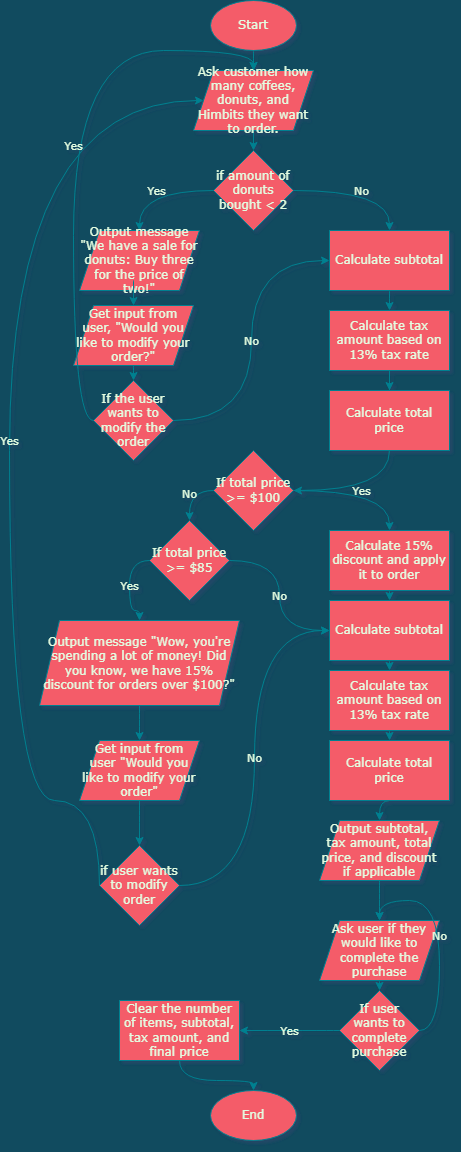 Start
Ask customer how
many coffees,
donuts, and
Himbits they want
to order.
Yes
if amount of
donuts
bought < 2
Yes
No
Output message
"We have a sale for
donuts: Buy three
for the price of
two!"
Calculate subtotal
Get input from
user, "Would you
like to modify your
order?"
No
Calculate tax
amount based on
13% tax rate
If the user
wants to
modify the
order
Calculate total
price
Yes
If total price
>= $100
No
Yes
If total price
>= $85
Calculate 15%
discount and apply
it to order
Yes
No
Calculate subtotal
Output message "Wow, you're
spending a lot of money! Did
you know, we have 15%
discount for orders over $100?"
Calculate tax
amount based on
13% tax rate
Get input from
user "Would you
like to modify your
order"
No
Calculate total
price
Output subtotal,
tax amount, total
price, and discount
if applicable
if user wants
to modify
order
Ask user if they
would like to
complete the
purchase
No
Clear the number
of items, subtotal,
tax amount, and
final price
Yes
If user
wants to
complete
purchase
End